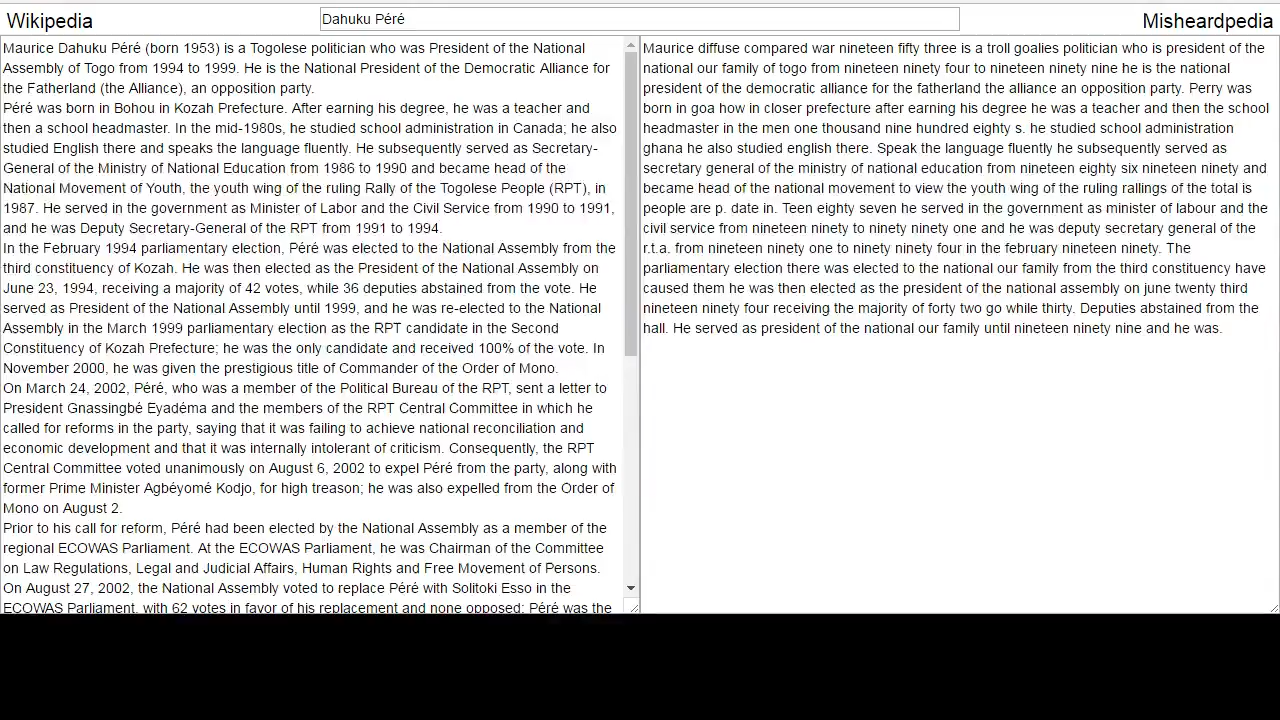 Wikipedia
Dahuku Péré
Misheardpedia
Maurice Dahuku Péré (born 1953) is a Togolese politician who was President of the National
Assembly of Togo from 1994 to 1999. He is the National President of the Democratic Alliance for
the Fatherland (the Alliance), an opposition party.
Péré was born in Bohou in Kozah Prefecture. After earning his degree, he was a teacher and
then a school headmaster. In the mid-1980s, he studied school administration in Canada; he also
studied English there and speaks the language fluently. He subsequently served as Secretary-
General of the Ministry of National Education from 1986 to 1990 and became head of the
National Movement of Youth, the youth wing of the ruling Rally of the Togolese People (RPT), in
1987. He served in the government as Minister of Labor and the Civil Service from 1990 to 1991,
and he was Deputy Secretary-General of the RPT from 1991 to 1994.
In the February 1994 parliamentary election, Péré was elected to the National Assembly from the
third constituency of Kozah. He was then elected as the President of the National Assembly on
June 23, 1994, receiving a majority of 42 votes, while 36 deputies abstained from the vote. He
served as President of the National Assembly until 1999, and he was re-elected to the National
Assembly in the March 1999 parliamentary election as the RPT candidate in the Second
Constituency of Kozah Prefecture; he was the only candidate and received 100% of the vote. In
November 2000, he was given the prestigious title of Commander of the Order of Mono.
On March 24, 2002, Péré, who was a member of the Political Bureau of the RPT, sent a letter to
President Gnassingbé Eyadéma and the members of the RPT Central Committee in which he
called for reforms in the party, saying that it was failing to achieve national reconciliation and
economic development and that it was internally intolerant of criticism. Consequently, the RPT
Central Committee voted unanimously on August 6, 2002 to expel Péré from the party, along with
former Prime Minister Agbéyomé Kodjo, for high treason; he was also expelled from the Order of
Mono on August 2.
Prior to his call for reform, Péré had been elected by the National Assembly as a member of the
regional ECOWAS Parliament. At the ECOWAS Parliament, he was Chairman of the Committee
on Law Regulations, Legal and Judicial Affairs, Human Rights and Free Movement of Persons.
On August 27, 2002, the National Assembly voted to replace Péré with Solitoki Esso in the
ECOWAS Parliament, with 62 votes in favor of his replacement and none opposed; Péré was the
Maurice diffuse compared war nineteen fifty three is a troll goalies politician who is president of the
national our family of togo from nineteen ninety four to nineteen ninety nine he is the national
president of the democratic alliance for the fatherland the alliance an opposition party. Perry was
born in goa how in closer prefecture after earning his degree he was a teacher and then the school
headmaster in the men one thousand nine hundred eighty s. he studied school administration
ghana he also studied english there. Speak the language fluently he subsequently served as
secretary general of the ministry of national education from nineteen eighty six nineteen ninety and
became head of the national movement to view the youth wing of the ruling rallings of the total is
people are p. date in. Teen eighty seven he served in the government as minister of labour and the
civil service from nineteen ninety to ninety ninety one and he was deputy secretary general of the
r.t.a. from nineteen ninety one to ninety ninety four in the february nineteen ninety. The
parliamentary election there was elected to the national our family from the third constituency have
caused them he was then elected as the president of the national assembly on june twenty third
nineteen ninety four receiving the majority of forty two go while thirty. Deputies abstained from the
hall. He served as president of the national our family until nineteen ninety nine and he was.